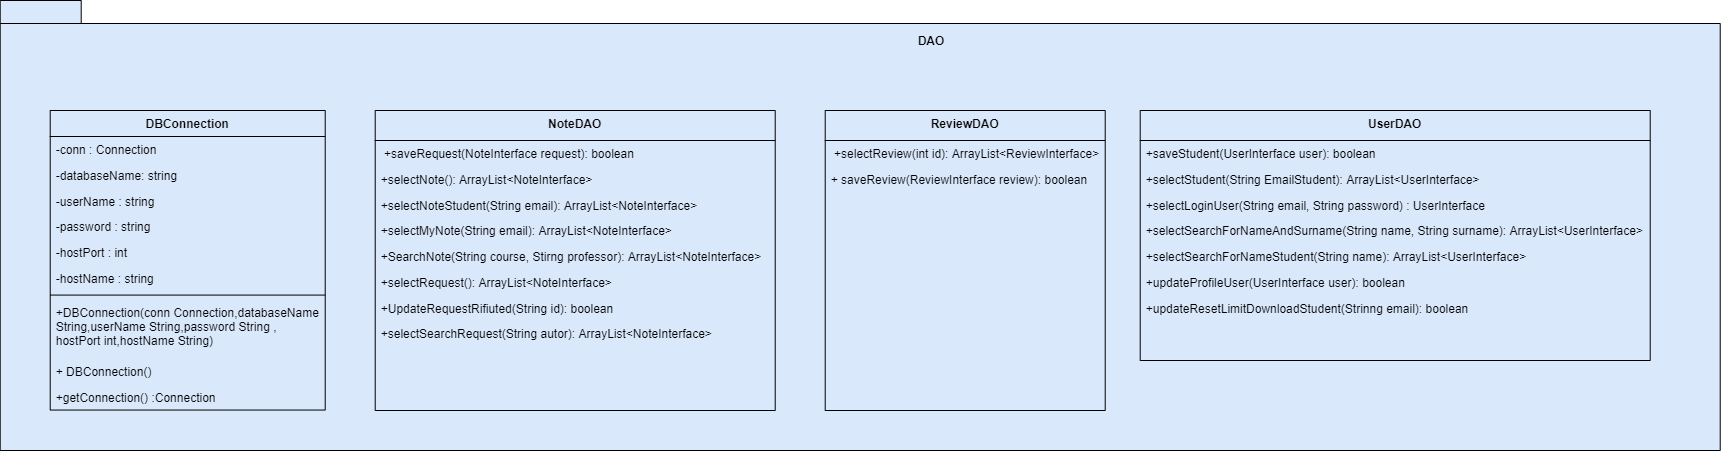 DAO
DBConnection
-conn : Connection
-databaseName: string
-userName : string
-password : string
-hostPort : int
-hostName : string
+DBConnection(conn Connection,databaseName
String,userName String,password String ,
hostPort int,hostName String)
+ DBConnection()
+getConnection() :Connection
NoteDAO
+saveRequest(NoteInterface request): boolean
+selectNote(): ArrayList<NoteInterface>
+selectNoteStudent(String email): ArrayList<NoteInterface>
+selectMyNote(String email): ArrayList<NoteInterface>
+SearchNote(String course, Stirng professor): ArrayList<NoteInterface>
+selectRequest(): ArrayList<NoteInterface>
+UpdateRequestRifiuted(String id): boolean
+selectSearchRequest(String autor): ArrayList<NoteInterface>
ReviewDAO
+selectReview(int id): ArrayList<ReviewInterface>
+ saveReview(ReviewInterface review): boolean
UserDAO
+saveStudent(UserInterface user): boolean
+selectStudent(String EmailStudent): ArrayList<UserInterface>
+selectLoginUser(String email, String password) : UserInterface
+selectSearchForNameAndSurname(String name, String surname): ArrayList<UserInterface>
+selectSearchForNameStudent(String name): ArrayList<UserInterface>
+updateProfileUser(UserInterface user): boolean
+updateResetLimitDownloadStudent(Strinng email): boolean